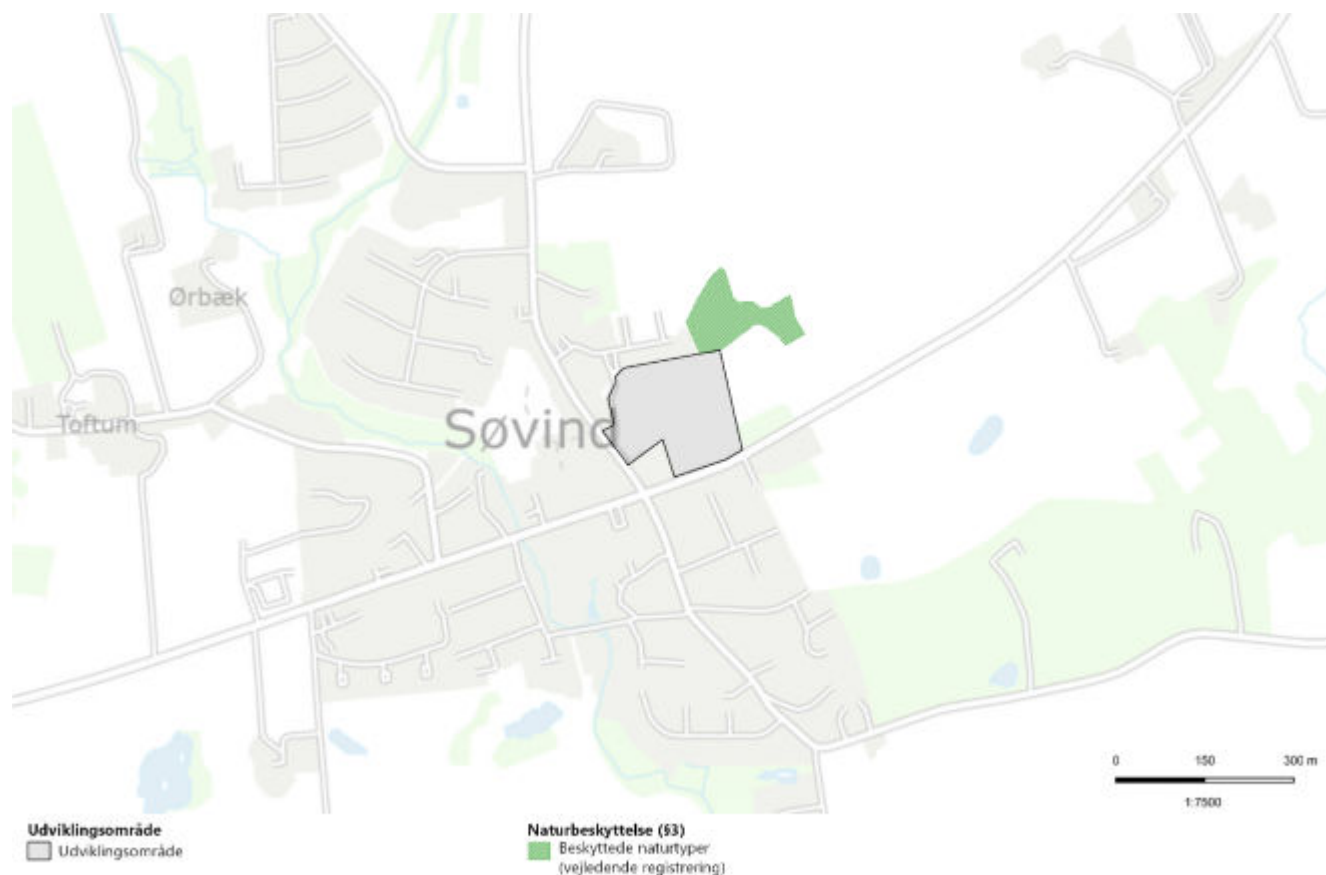 Ørbæk
Toftum
Søvind
0 150 300 m
1:7500
Udviklingsområde
Udviklingsområde
Naturbeskyttelse (§3)
Beskyttede naturtyper
(vejledende registrering)